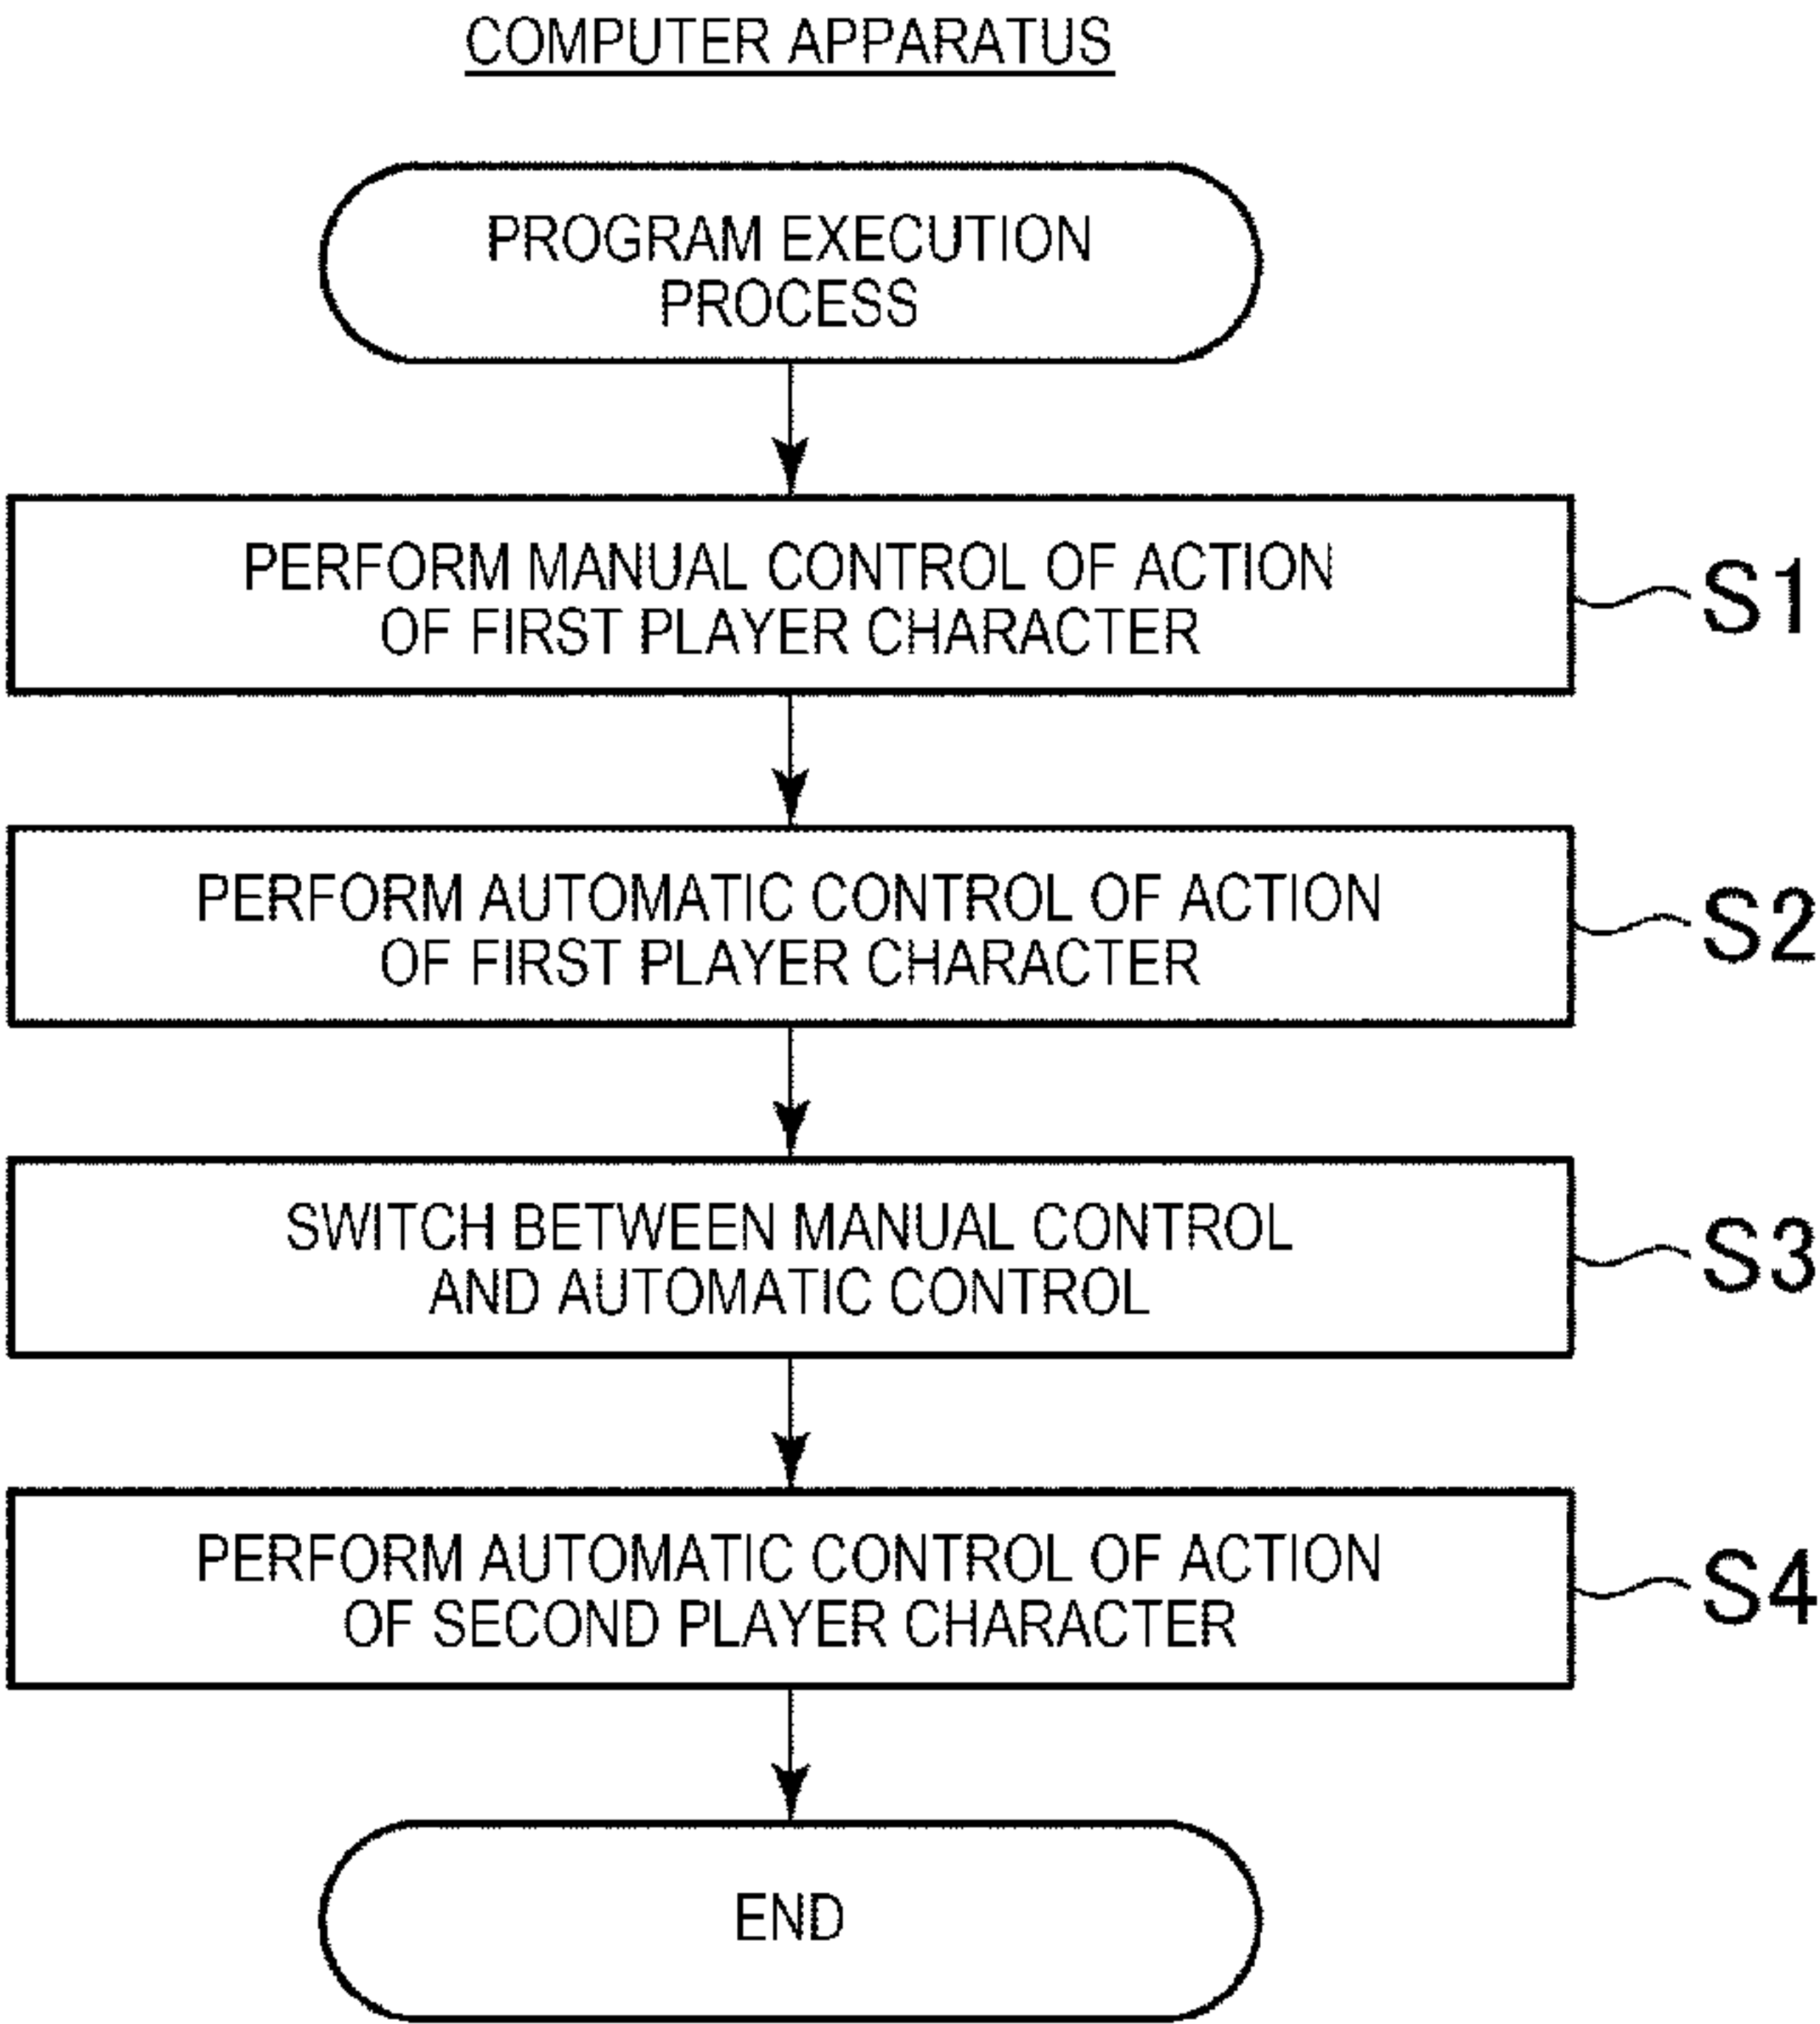 COMPUTER APPARATUS
PROGRAM EXECUTION
PROCESS
PERFORM MANUAL CONTROL OF ACTION
OF FIRST PLAYER CHARACTER
S1
PERFORM AUTOMATIC CONTROL OF ACTION
OF FIRST PLAYER CHARACTER
S2
SWITCH BETWEEN MANUAL CONTROL
AND AUTOMATIC CONTROL
S3
PERFORM AUTOMATIC CONTROL OF ACTION
OF SECOND PLAYER CHARACTER
S4
END